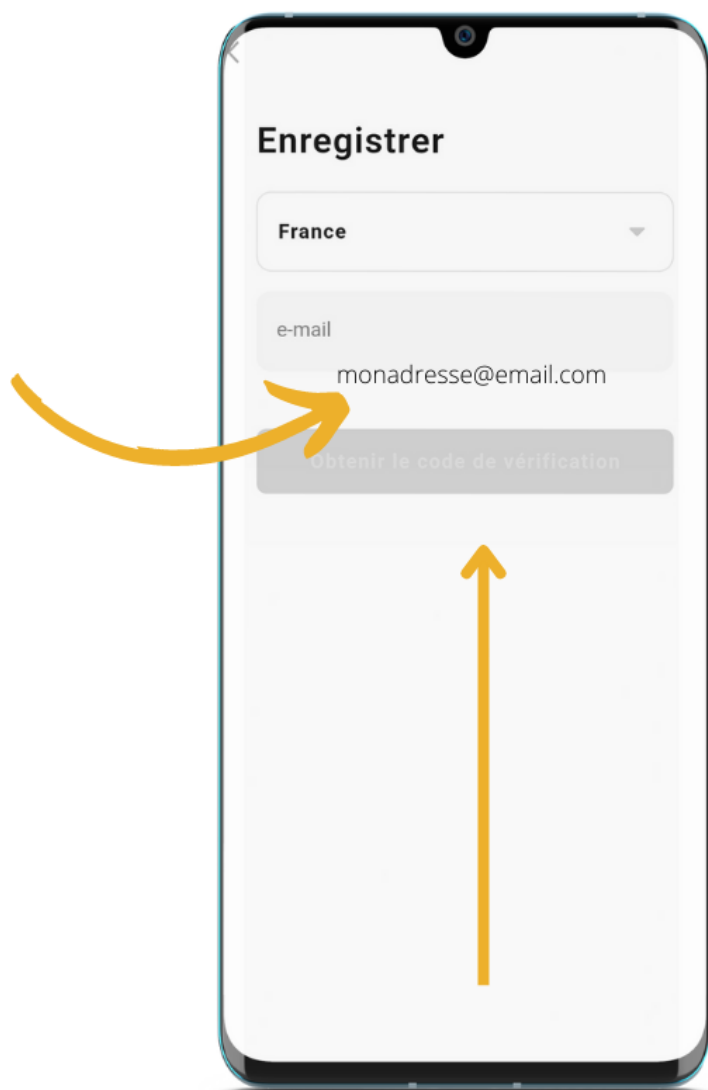 Enregistrer
France
e-mail
monadresse@email.com
Obtenir le code de vérification